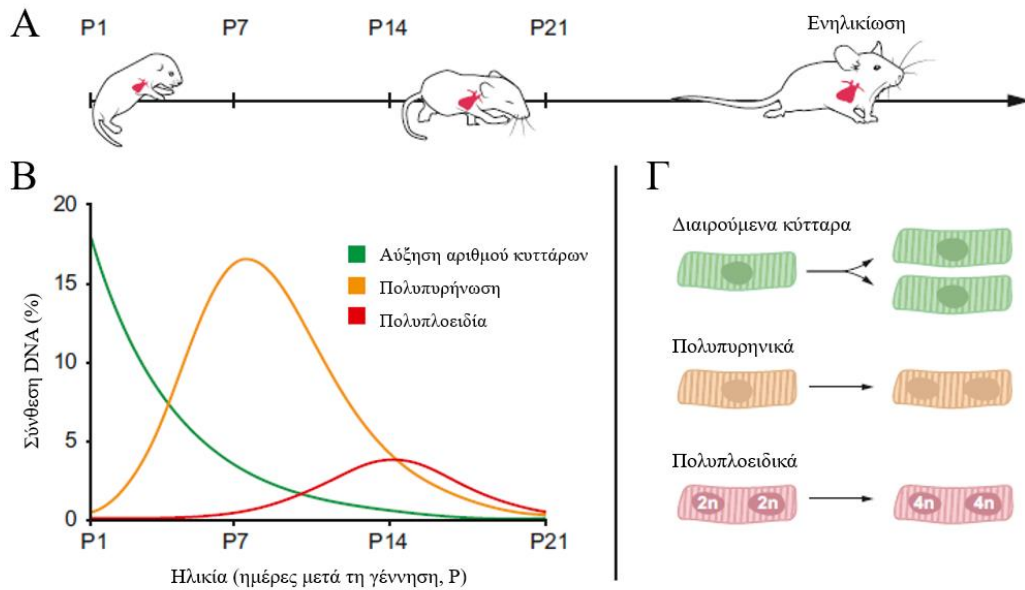 A
P1 P7 P14 P21 Ενηλικίωση
B
20
15
10
5
0
Σύνθεση DNA (%)
Αύξηση αριθμού κυττάρων
Πολυπυρήνωση
Πολυπλοειδία
P1 P7 P14 P21
Ηλικία (ημέρες μετά τη γέννηση, P)
Γ
Διαιρούμενα κύτταρα
Πολυπυρηνικά
Πολυπλοειδικά
2n 2n 4n 4n